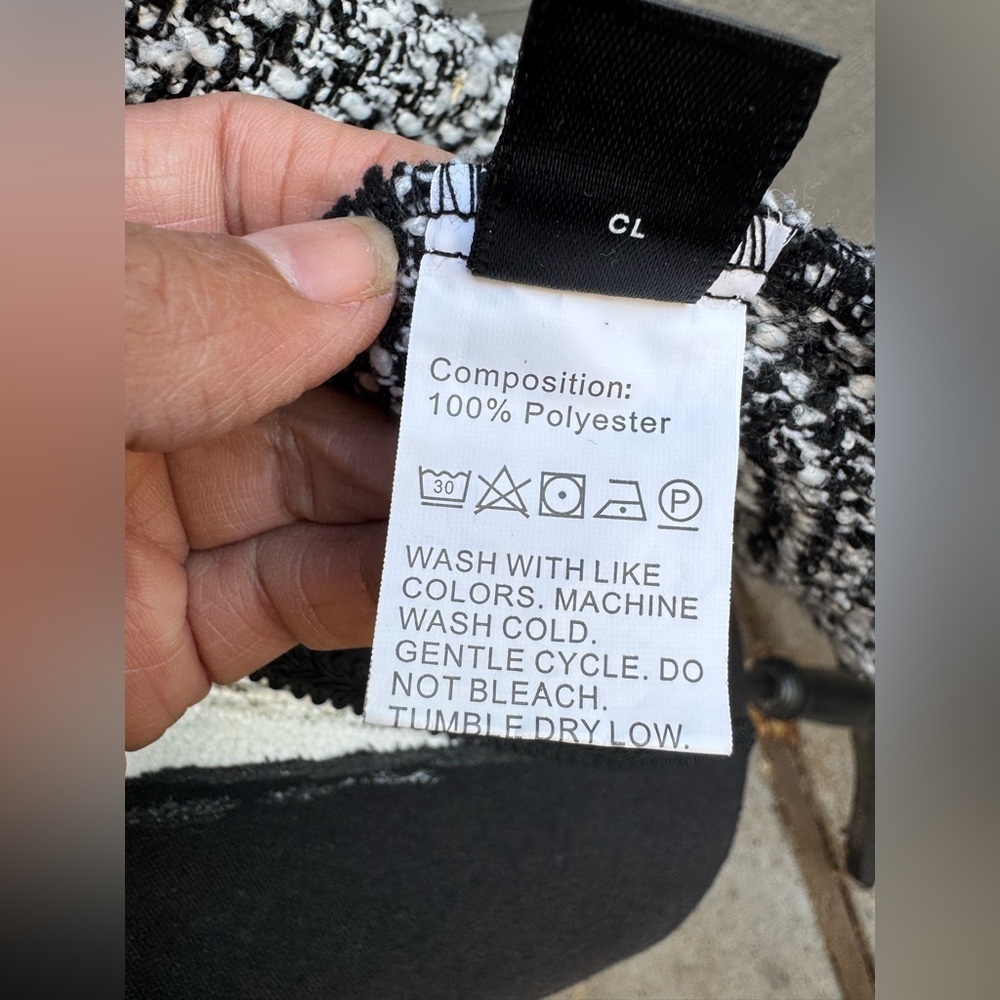 CL
Composition:
100% Polyester
30 P
WASH WITH LIKE
COLORS. MACHINE
WASH COLD.
GENTLE CYCLE. DO
NOT BLEACH.
TUMBLE DRY LOW.